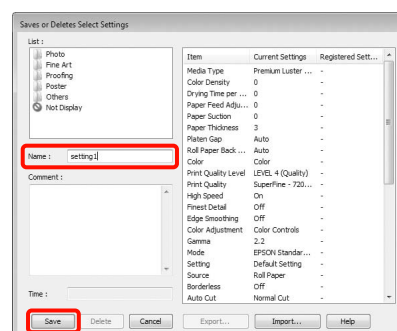 Saves or Deletes Select Settings
List :
Photo
Fine Art
Proofing
Poster
Others
Not Display
Name : setting1
Comment :
Time :
Item Current Settings Registered Sett...
Media Type Premium Luster ... -
Color Density 0 -
Drying Time per ... 0 -
Paper Feed Adju... 0 -
Paper Suction 0 -
Paper Thickness 3 -
Platen Gap Auto -
Roll Paper Back ... Auto -
Color Color -
Print Quality Level LEVEL 4 (Quality) -
Print Quality SuperFine - 720... -
High Speed On -
Finest Detail Off -
Edge Smoothing Off -
Color Adjustment Color Controls -
Gamma 2.2 -
Mode EPSON Standar... -
Setting Default Setting -
Source Roll Paper -
Borderless Off -
Auto Cut Normal Cut -
Save Delete Cancel Export... Import... Help